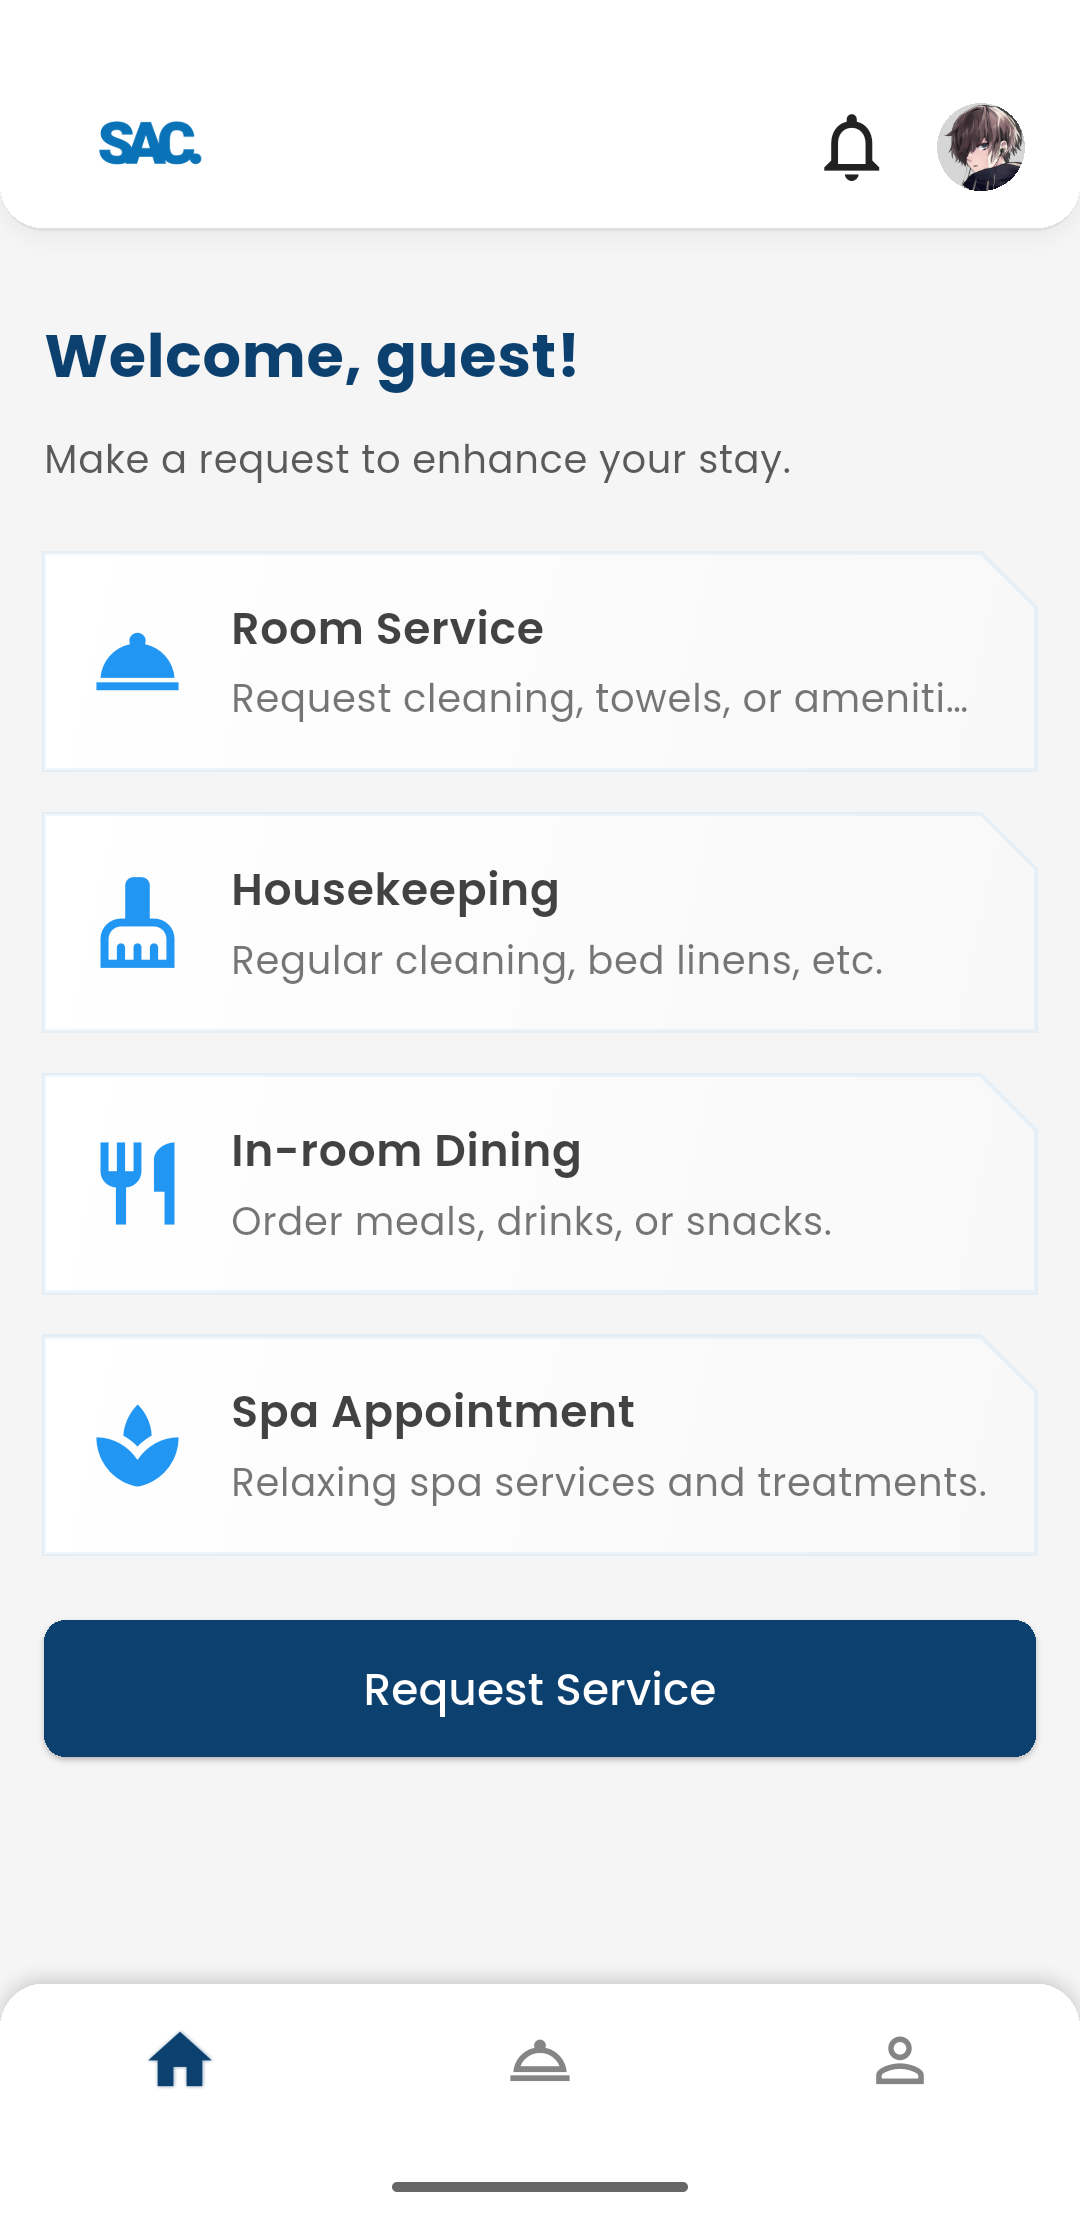 SAC.
Welcome, guest!
Make a request to enhance your stay.
Room Service
Request cleaning, towels, or ameniti...
Housekeeping
Regular cleaning, bed linens, etc.
In-room Dining
Order meals, drinks, or snacks.
Spa Appointment
Relaxing spa services and treatments.
Request Service